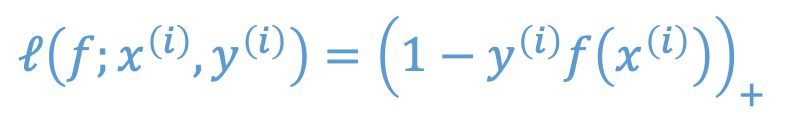 ℓ(f; x⁽ⁱ⁾, y⁽ⁱ⁾) = (1 − y⁽ⁱ⁾f(x⁽ⁱ⁾))₊